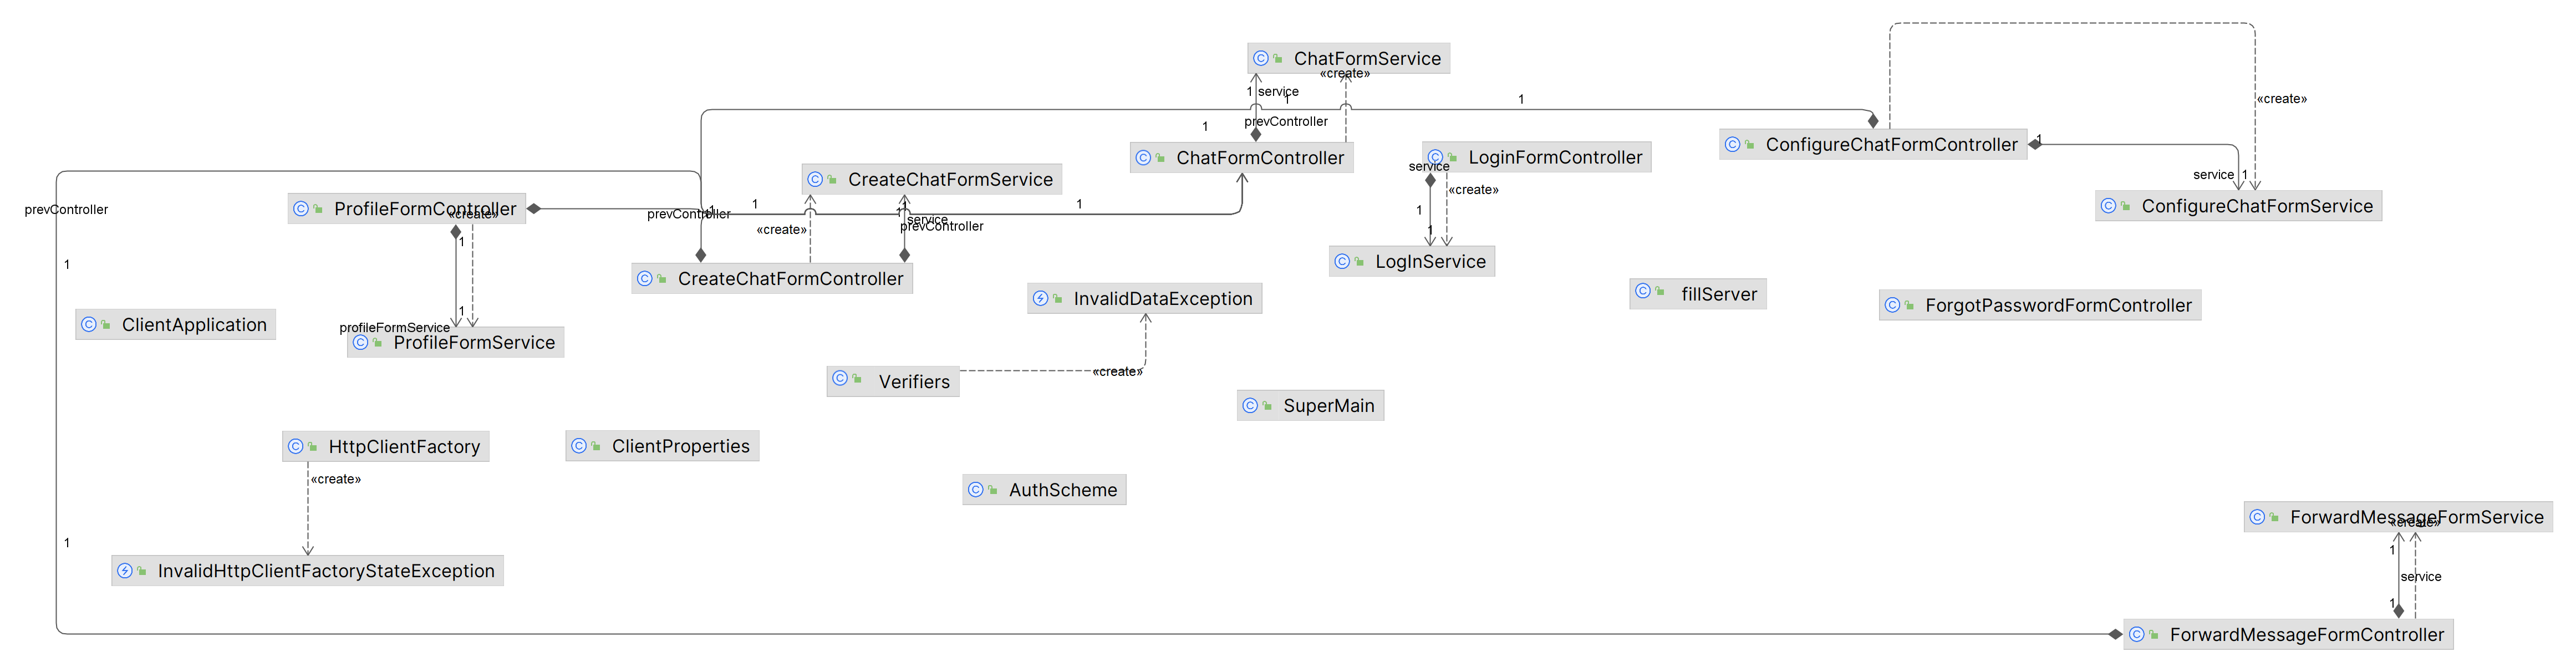 ChatFormService
«create»
1
service
1
«create»
1
1
prevController
ConfigureChatFormController
1
ChatFormController
LoginFormController
service
«create»
1
1
service
1
ConfigureChatFormService
CreateChatFormService
prevController
ProfileFormController
«create»
prevController
1
1
1
1
1
service
prevController
«create»
1
1
CreateChatFormController
LogInService
InvalidDataException
fillServer
ForgotPasswordFormController
1
ClientApplication
profileFormService
ProfileFormService
«create»
Verifiers
SuperMain
HttpClientFactory
ClientProperties
«create»
AuthScheme
ForwardMessageFormService
«create»
1
1
InvalidHttpClientFactoryStateException
service
1
ForwardMessageFormController